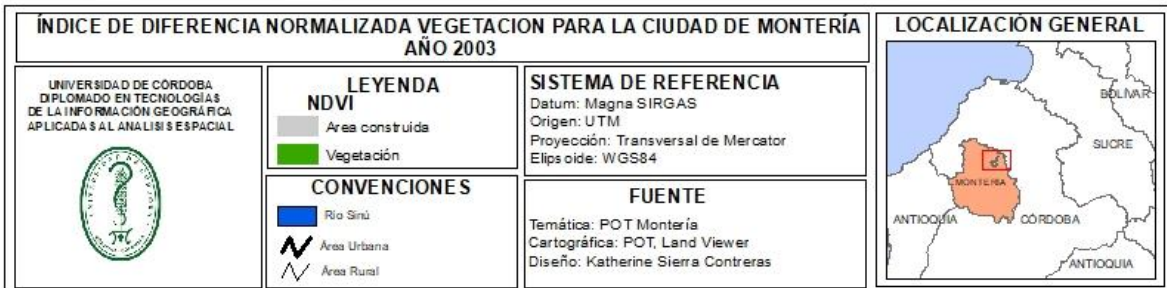 ÍNDICE DE DIFERENCIA NORMALIZADA VEGETACION PARA LA CIUDAD DE MONTERÍA
AÑO 2003
UNIVERSIDAD DE CÓRDOBA
DIPLOMADO EN TECNOLOGÍAS
DE LA INFORMACIÓN GEOGRÁFICA
APLICADAS AL ANALISIS ESPACIAL
LEYENDA
NDVI
Area construida
Vegetación
CONVENCIONES
Río Sinú
Área Urbana
Área Rural
SISTEMA DE REFERENCIA
Datum: Magna SIRGAS
Origen: UTM
Proyección: Transversal de Mercator
Elipsoide: WGS84
FUENTE
Temática: POT Montería
Cartográfica: POT, Land Viewer
Diseño: Katherine Sierra Contreras
LOCALIZACIÓN GENERAL
BOLÍVAR
SUCRE
MONTERÍA
ANTIOQUIA
CÓRDOBA
ANTIOQUIA